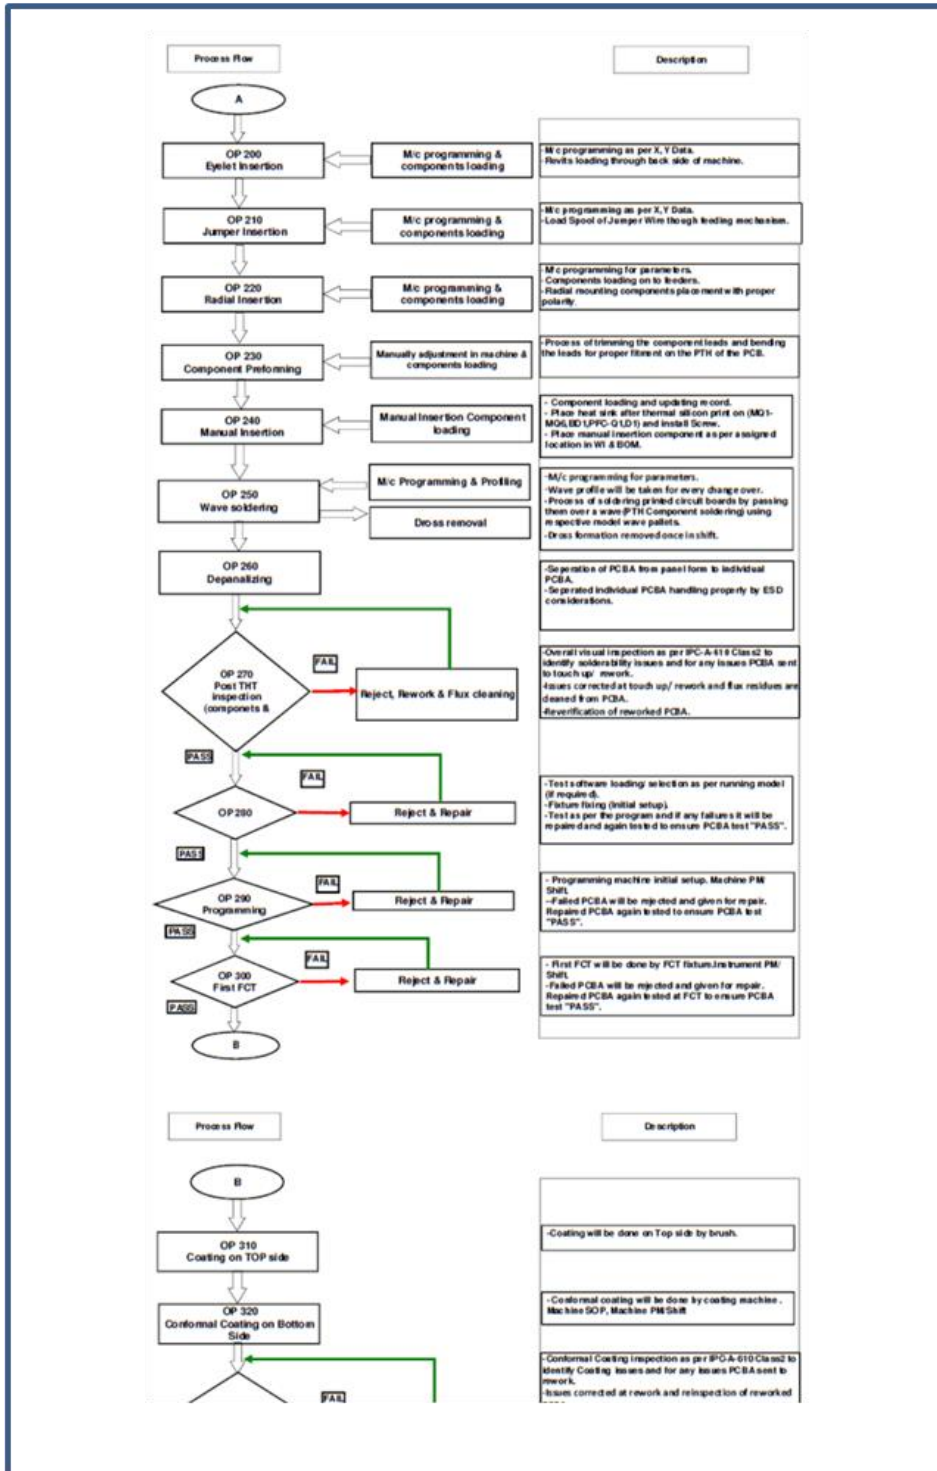 Process Flow
Description
A
OP 200
Eyelet Insertion
M/c programming &
components loading
-M/c programming as per X, Y Data.
- Revits loading through back side of machine.
OP 210
Jumper Insertion
M/c programming &
components loading
-M/c programming as per X, Y Data.
- Load Spool of Jumper Wire though feeding mechanism.
OP 220
Radial Insertion
M/c programming &
components loading
- M/c programming for parameters.
- Components loading on to feeders.
- Radial mounting components placement with proper
polarity.
OP 230
Component Preforming
Manually adjustment in machine &
components loading
- Process of trimming the component leads and bending
the leads for proper fitment on the PTH of the PCB.
OP 240
Manual Insertion
Manual Insertion Component
loading
- Component loading and updating record.
- Place heat sink after thermal silicon print on (MQ1-
MQ6,BD1,PFC-Q1,D1) and install Screw.
- Place manual Insertion component as per assigned
location in WI & BOM.
OP 250
Wave soldering
M/c Programming & Profiling
Dross removal
-M/c programming for parameters.
-Wave profile will be taken for every change over.
- Process of soldering printed circuit boards by passing
them over a wave(PTH Component soldering) using
respective model wave pallets.
-Dross formation removed once in shift.
OP 260
Depanalizing
-Seperation of PCBA from panel form to individual
PCBA.
- Seperated individual PCBA handling properly by ESD
considerations.
OP 270
Post THT
inspection
(componets &
FAIL
Reject, Rework & Flux cleaning
-Overall visual inspection as per IPC-A-610 Class2 to
identify solderability issues and for any issues PCBA sent
to touch up/ rework.
-Issues corrected at touch up/ rework and flux residues are
cleaned from PCBA.
-Reverification of reworked PCBA.
PASS
OP280
FAIL
Reject & Repair
-Test software loading: selection as per running model
(if required).
- Fixture fixing (Initial setup).
-Test as per the program and if any failures it will be
repaired and again tested to ensure PCBA test "PASS".
PASS
OP 290
Programming
FAIL
Reject & Repair
- Programming machine initial setup. Machine PM/
Shift.
--Failed PCBA will be rejected and given for repair.
Repaired PCBA again tested to ensure PCBA test
"PASS".
PASS
OP 300
First FCT
FAIL
Reject & Repair
- First FCT will be done by FCT fixture.Instrument PM/
Shift.
-Failed PCBA will be rejected and given for repair.
Repaired PCBA again tested at FCT to ensure PCBA
test "PASS".
PASS
B
Process Flow
Description
B
OP 310
Coating on TOP side
-Coating will be done on Top side by brush.
OP 320
Conformal Coating on Bottom
Side
- Conformal coating will be done by coating machine .
Machine SOP, Machine PM/Shift
FAIL
-Conformal Coating inspection as per IPC-A-610 Class2 to
identify Coating issues and for any issues PCBA sent to
rework.
-Issues corrected at rework and reinspection of reworked